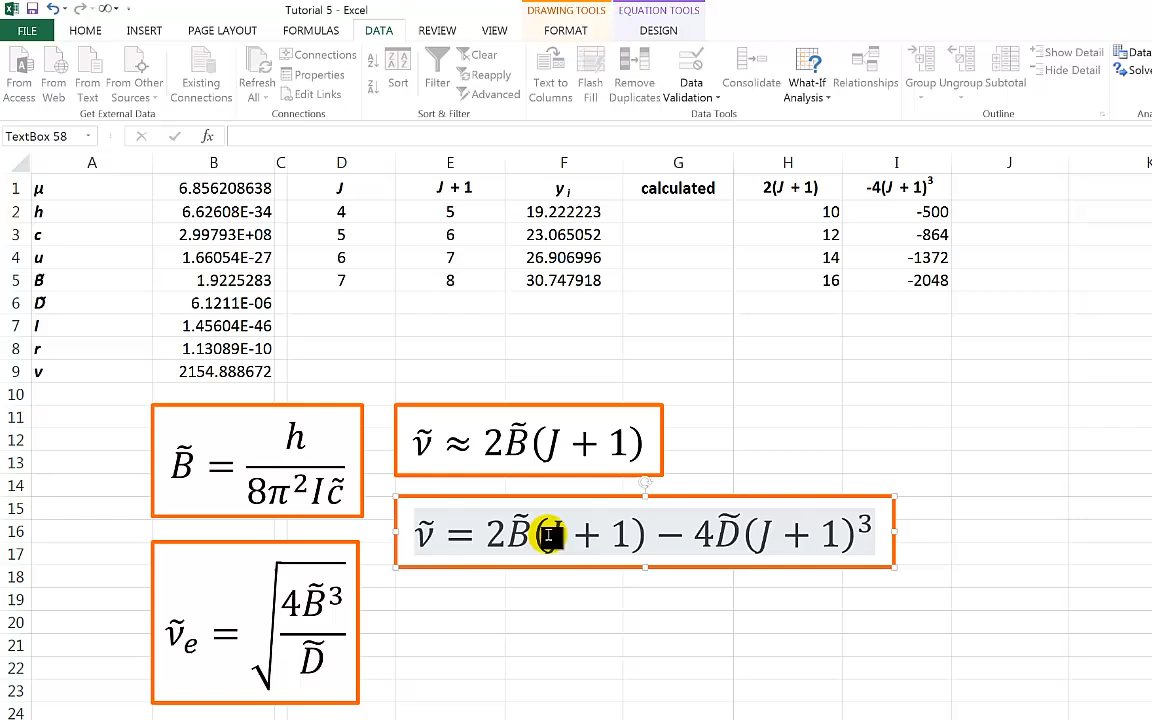 Tutorial 5 - Excel
DRAWING TOOLS EQUATION TOOLS
FILE HOME INSERT PAGE LAYOUT FORMULAS DATA REVIEW VIEW FORMAT DESIGN
Connections Clear Show Detail Data
Properties Reapply Hide Detail Solve
Edit Links Advanced
From Access From Web From Text From Other Sources Existing Connections Refresh All Sort Filter Text to Columns Flash Fill Remove Duplicates Data Validation Consolidate What-If Analysis Relationships Group Ungroup Subtotal
Get External Data Connections Sort & Filter Data Tools Outline Ana
TextBox 58 fx
A B C D E F G H I J K
1 μ 6.856208638 J J + 1 y i calculated 2(J + 1) -4(J + 1)³
2 h 6.62608E-34 4 5 19.222223 10 -500
3 c 2.99793E+08 5 6 23.065052 12 -864
4 u 1.66054E-27 6 7 26.906996 14 -1372
5 B̃ 1.9225283 7 8 30.747918 16 -2048
6 D̃ 6.1211E-06
7 I 1.45604E-46
8 r 1.13089E-10
9 v 2154.888672
10
11
12
13
14
15
16
17
18
19
20
21
22
23
24
B̃ = h / 8π²Ic̃
ṽ ≈ 2B̃(J + 1)
ṽ = 2B̃(J + 1) − 4D̃(J + 1)³
ṽₑ = √(4B̃³ / D̃)